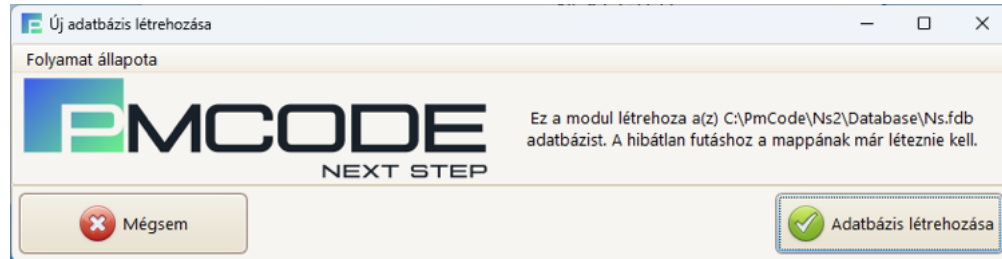 Új adatbázis létrehozása
Folyamat állapota
PMCODE
NEXT STEP
Ez a modul létrehoza a(z) C:\PmCode\Ns2\Database\Ns.fdb
adatbázist. A hibátlan futáshoz a mappának már léteznie kell.
Mégsem
Adatbázis létrehozása